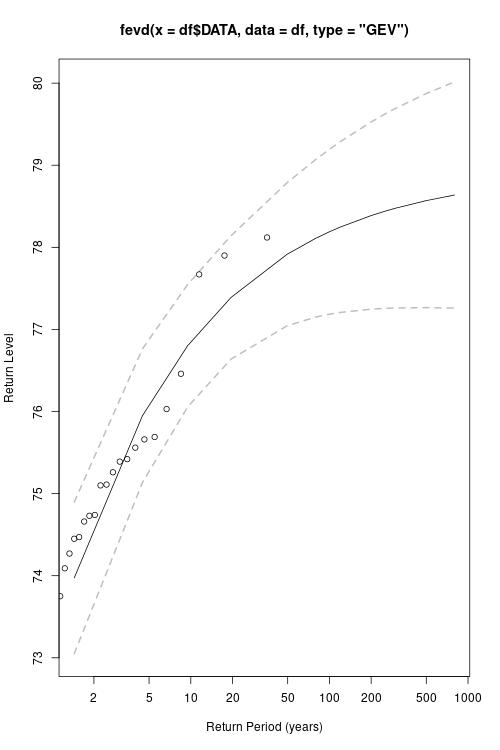 fevd(x = df$DATA, data = df, type = "GEV")
80
79
78
77
76
75
74
73
Return Level
2 5 10 20 50 100 200 500 1000
Return Period (years)